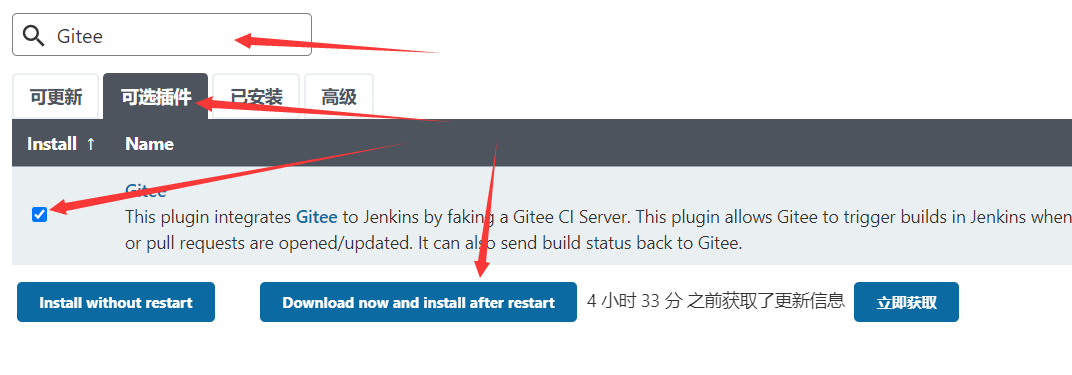 Gitee
可更新 可选插件 已安装 高级
Install ↑ Name
Gitee
This plugin integrates Gitee to Jenkins by faking a Gitee CI Server. This plugin allows Gitee to trigger builds in Jenkins when
or pull requests are opened/updated. It can also send build status back to Gitee.
Install without restart Download now and install after restart 4 小时 33 分 之前获取了更新信息 立即获取